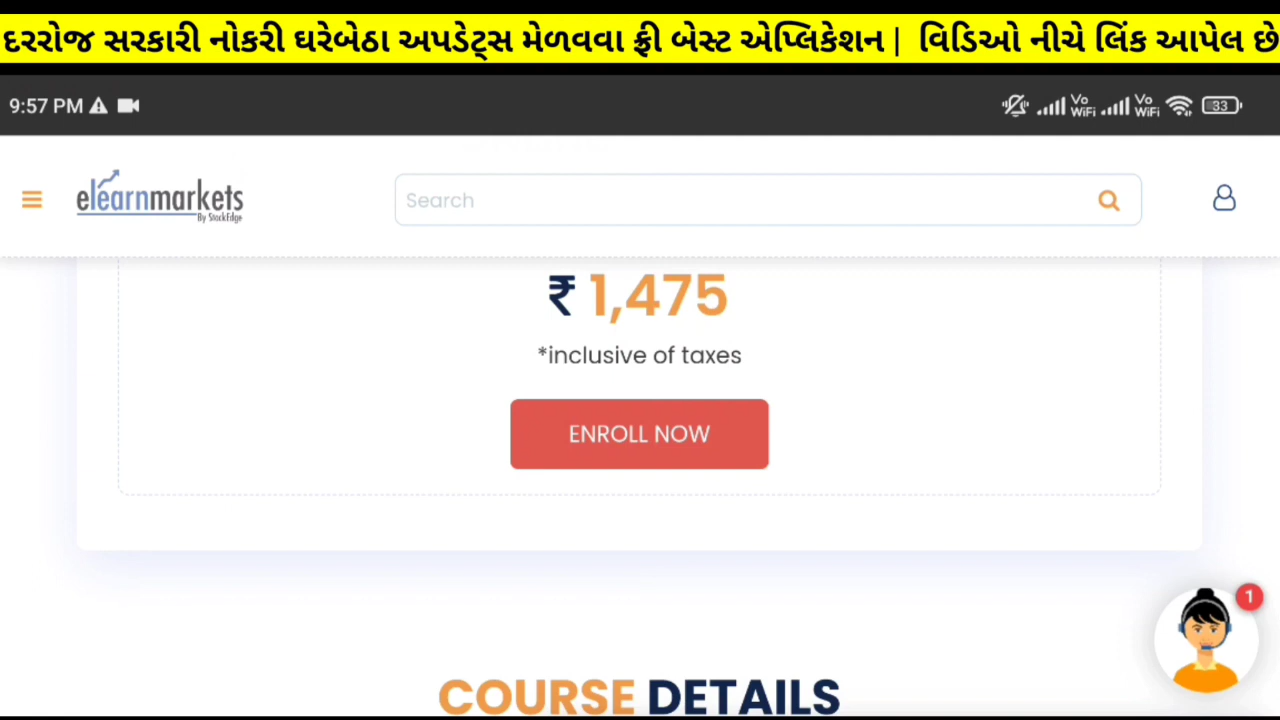 દરરોજ સરકારી નોકરી ઘરેબેઠા અપડેટ્સ મેળવવા ફ્રી બેસ્ટ એપ્લિકેશન | વિડિઓ નીચે લિંક આપેલ છે
9:57 PM Vo WiFi Vo WiFi 33
elearnmarkets
By StockEdge
Search
₹ 1,475
*inclusive of taxes
ENROLL NOW
1
COURSE DETAILS